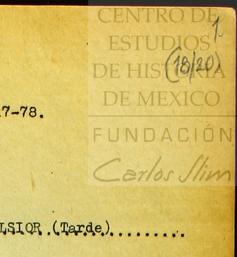 CENTRO DE
ESTUDIOS
DE HISTORIA
DE MEXICO
FUNDACIÓN
Carlos Slim
1
(18/20)
7-78.
LSIOR (Tarde)..........